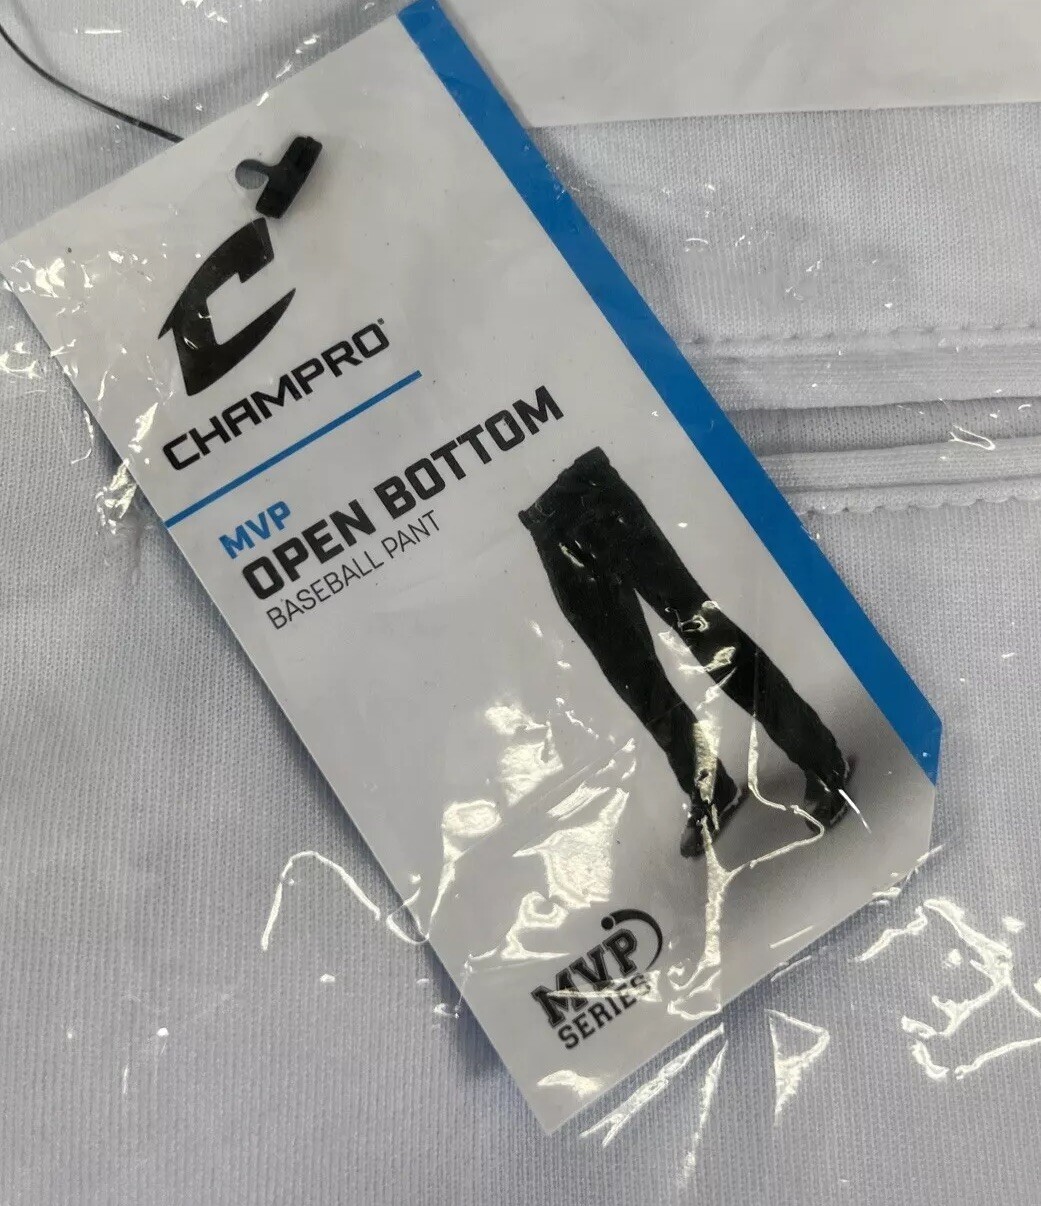 CHAMPRO®
MVP
OPEN BOTTOM
BASEBALL PANT
MVP
SERIES